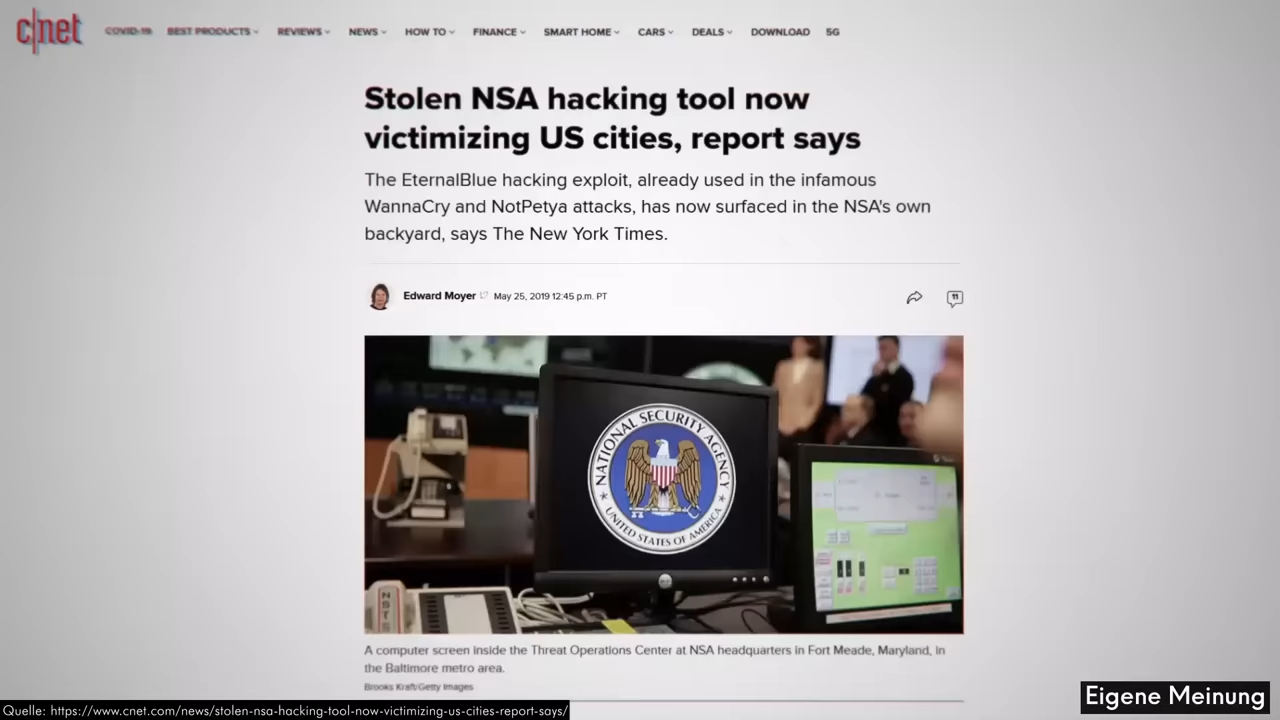 c|net
COVID-19 BEST PRODUCTS REVIEWS NEWS HOW TO FINANCE SMART HOME CARS DEALS DOWNLOAD 5G
Stolen NSA hacking tool now
victimizing US cities, report says
The EternalBlue hacking exploit, already used in the infamous
WannaCry and NotPetya attacks, has now surfaced in the NSA's own
backyard, says The New York Times.
Edward Moyer May 25, 2019 12:45 p.m. PT
11
NATIONAL SECURITY AGENCY
UNITED STATES OF AMERICA
NSTS
A computer screen inside the Threat Operations Center at NSA headquarters in Fort Meade, Maryland, in
the Baltimore metro area.
Brooks Kraft/Getty Images
Eigene Meinung
Quelle: https://www.cnet.com/news/stolen-nsa-hacking-tool-now-victimizing-us-cities-report-says/